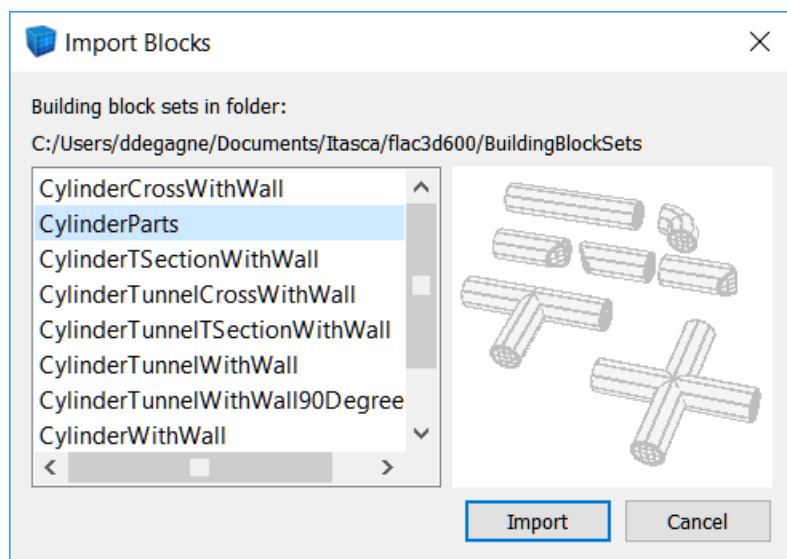 Import Blocks
Building block sets in folder:
C:/Users/ddegagne/Documents/Itasca/flac3d600/BuildingBlockSets
CylinderCrossWithWall
CylinderParts
CylinderTSectionWithWall
CylinderTunnelCrossWithWall
CylinderTunnelTSectionWithWall
CylinderTunnelWithWall
CylinderTunnelWithWall90Degree
CylinderWithWall
Import
Cancel